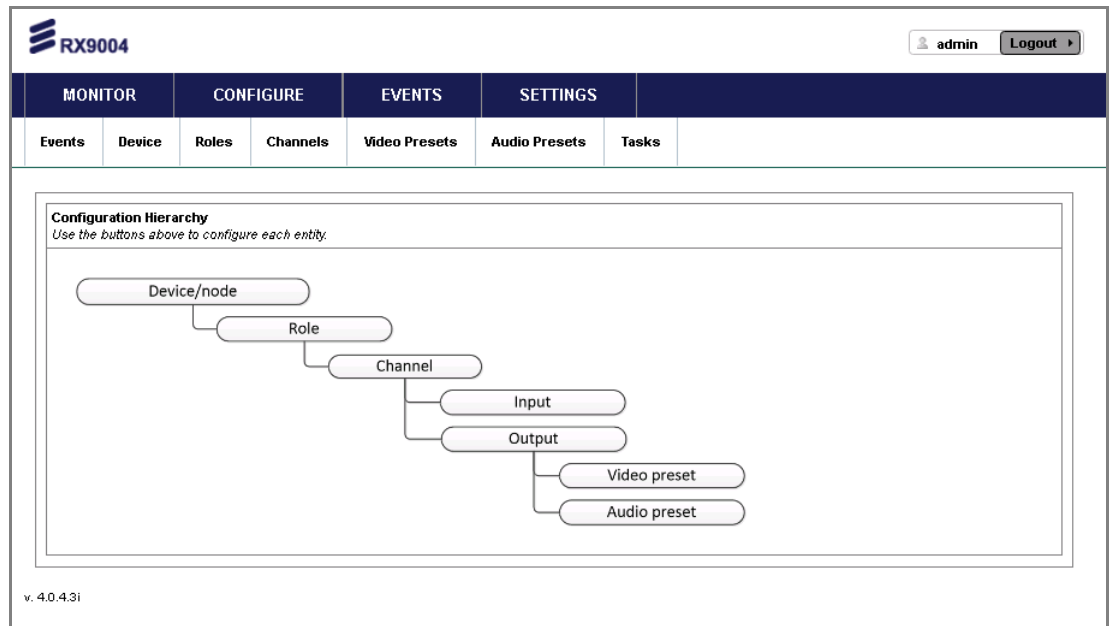 RX9004
admin Logout
MONITOR CONFIGURE EVENTS SETTINGS
Events Device Roles Channels Video Presets Audio Presets Tasks
Configuration Hierarchy
Use the buttons above to configure each entity.
Device/node
Role
Channel
Input
Output
Video preset
Audio preset
v. 4.0.4.3i